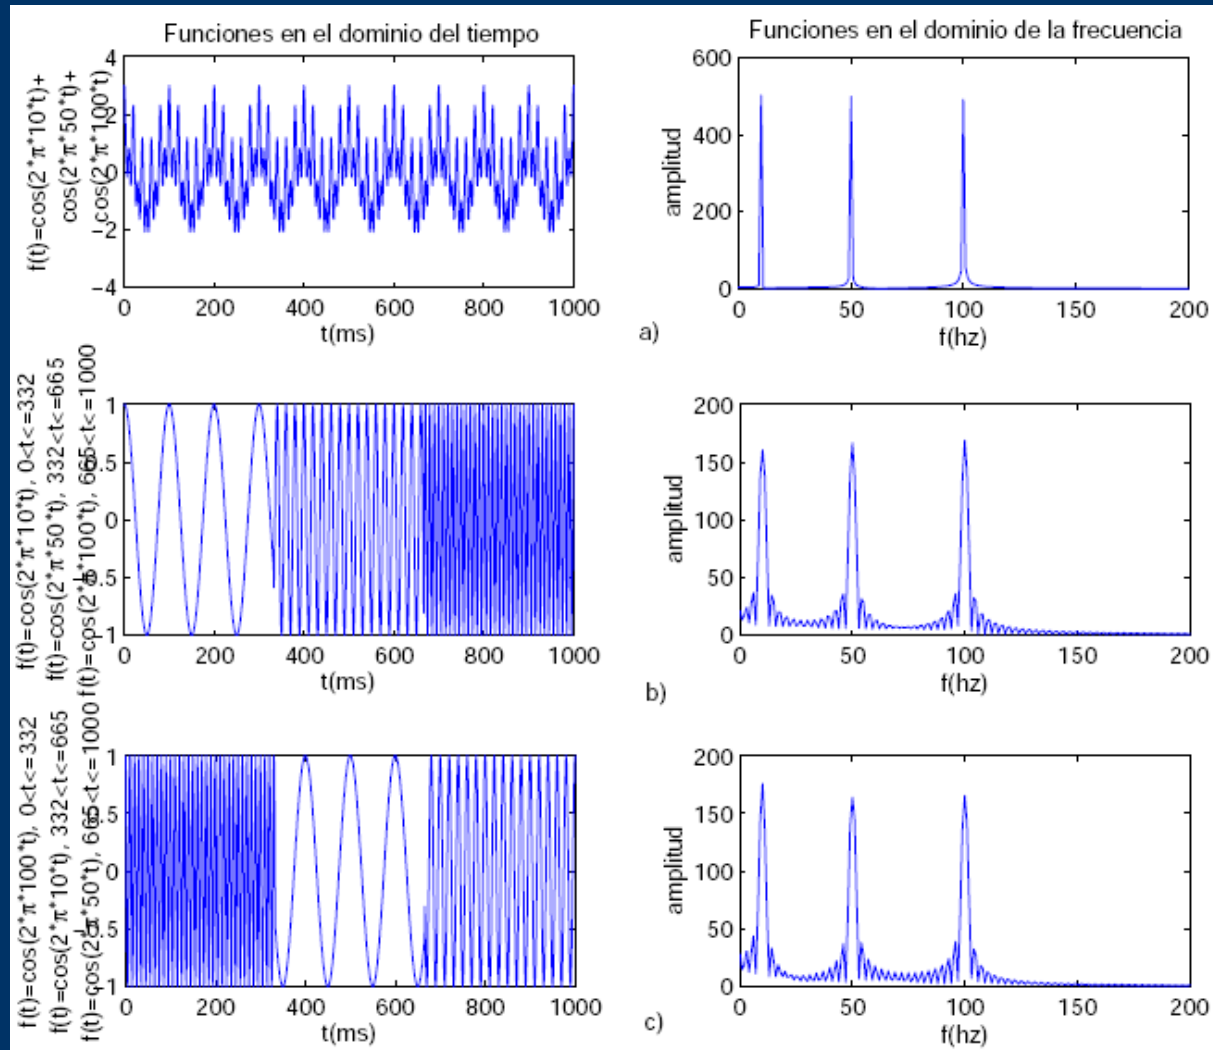 Funciones en el dominio del tiempo
f(t)=cos(2*π*10*t)+
cos(2*π*50*t)+
cos(2*π*100*t)
4
2
0
−2
−4
0 200 400 600 800 1000
t(ms)
Funciones en el dominio de la frecuencia
amplitud
600
400
200
0
0 50 100 150 200
f(hz)
a)
f(t)=cos(2*π*10*t), 0<t<=332
f(t)=cos(2*π*50*t), 332<t<=665
f(t)=cos(2*π*100*t), 665<t<=1000
1
0.5
0
−0.5
−1
0 200 400 600 800 1000
t(ms)
amplitud
200
150
100
50
0
0 50 100 150 200
f(hz)
b)
f(t)=cos(2*π*100*t), 0<t<=332
f(t)=cos(2*π*10*t), 332<t<=665
f(t)=cos(2*π*50*t), 665<t<=1000
1
0.5
0
−0.5
−1
0 200 400 600 800 1000
t(ms)
amplitud
200
150
100
50
0
0 50 100 150 200
f(hz)
c)